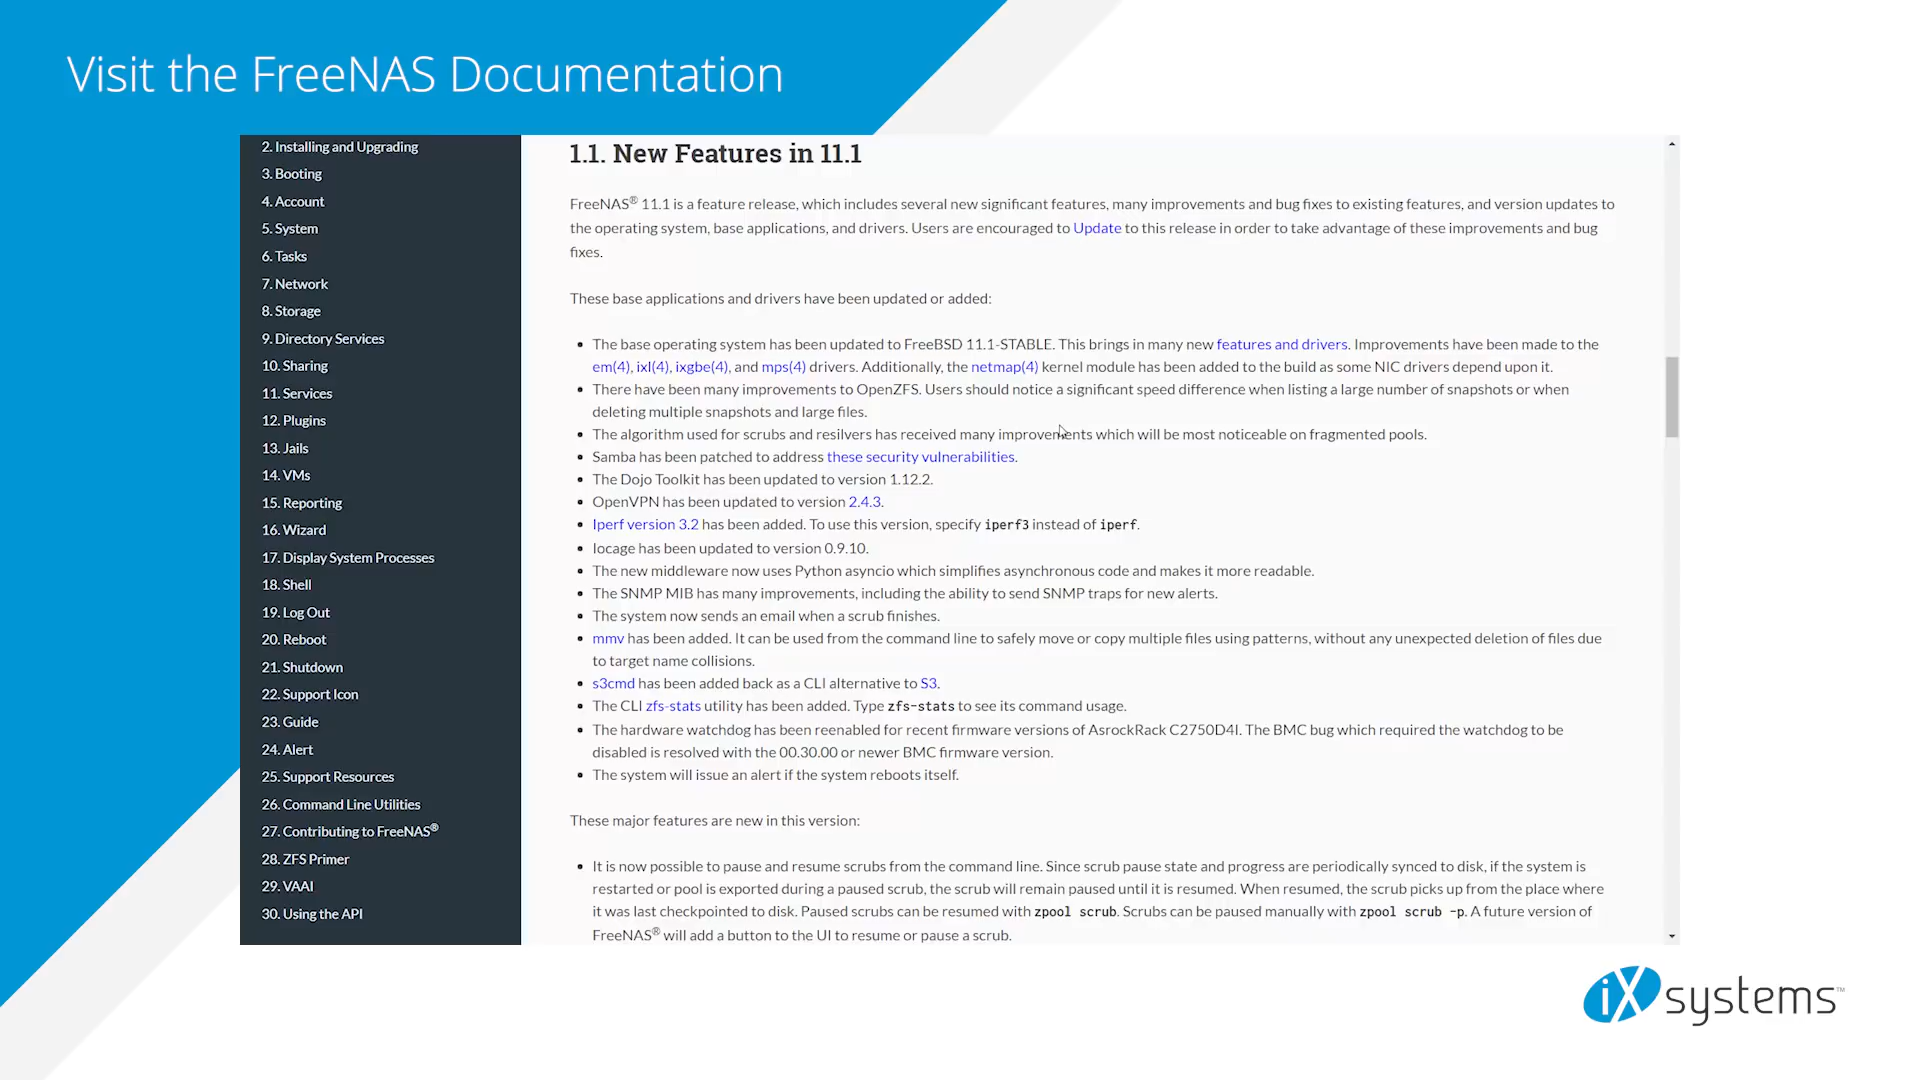 Visit the FreeNAS Documentation
2. Installing and Upgrading
3. Booting
4. Account
5. System
6. Tasks
7. Network
8. Storage
9. Directory Services
10. Sharing
11. Services
12. Plugins
13. Jails
14. VMs
15. Reporting
16. Wizard
17. Display System Processes
18. Shell
19. Log Out
20. Reboot
21. Shutdown
22. Support Icon
23. Guide
24. Alert
25. Support Resources
26. Command Line Utilities
27. Contributing to FreeNAS®
28. ZFS Primer
29. VAAI
30. Using the API
1.1. New Features in 11.1
FreeNAS® 11.1 is a feature release, which includes several new significant features, many improvements and bug fixes to existing features, and version updates to
the operating system, base applications, and drivers. Users are encouraged to Update to this release in order to take advantage of these improvements and bug
fixes.
These base applications and drivers have been updated or added:
• The base operating system has been updated to FreeBSD 11.1-STABLE. This brings in many new features and drivers. Improvements have been made to the
em(4), ixl(4), ixgbe(4), and mps(4) drivers. Additionally, the netmap(4) kernel module has been added to the build as some NIC drivers depend upon it.
• There have been many improvements to OpenZFS. Users should notice a significant speed difference when listing a large number of snapshots or when
deleting multiple snapshots and large files.
• The algorithm used for scrubs and resilvers has received many improvements which will be most noticeable on fragmented pools.
• Samba has been patched to address these security vulnerabilities.
• The Dojo Toolkit has been updated to version 1.12.2.
• OpenVPN has been updated to version 2.4.3.
• Iperf version 3.2 has been added. To use this version, specify iperf3 instead of iperf.
• Iocage has been updated to version 0.9.10.
• The new middleware now uses Python asyncio which simplifies asynchronous code and makes it more readable.
• The SNMP MIB has many improvements, including the ability to send SNMP traps for new alerts.
• The system now sends an email when a scrub finishes.
• mmv has been added. It can be used from the command line to safely move or copy multiple files using patterns, without any unexpected deletion of files due
to target name collisions.
• s3cmd has been added back as a CLI alternative to S3.
• The CLI zfs-stats utility has been added. Type zfs-stats to see its command usage.
• The hardware watchdog has been reenabled for recent firmware versions of AsrockRack C2750D4I. The BMC bug which required the watchdog to be
disabled is resolved with the 00.30.00 or newer BMC firmware version.
• The system will issue an alert if the system reboots itself.
These major features are new in this version:
• It is now possible to pause and resume scrubs from the command line. Since scrub pause state and progress are periodically synced to disk, if the system is
restarted or pool is exported during a paused scrub, the scrub will remain paused until it is resumed. When resumed, the scrub picks up from the place where
it was last checkpointed to disk. Paused scrubs can be resumed with zpool scrub. Scrubs can be paused manually with zpool scrub -p. A future version of
FreeNAS® will add a button to the UI to resume or pause a scrub.
iXsystems™